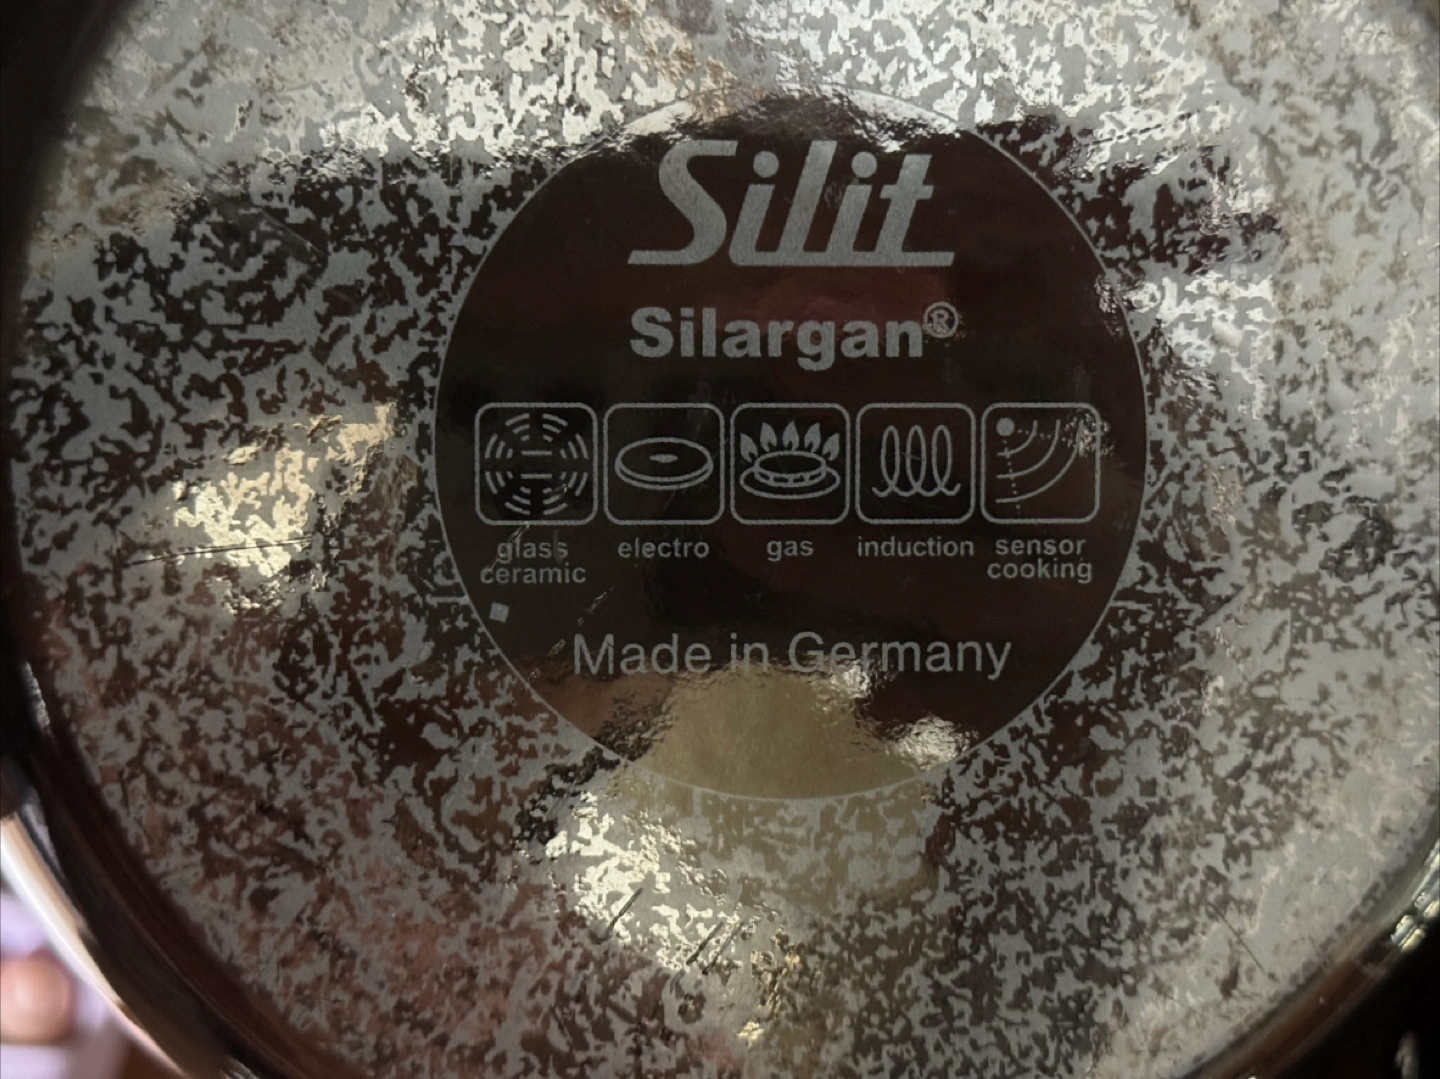 Silit
Silargan®
glass ceramic
electro
gas
induction
sensor cooking
Made in Germany